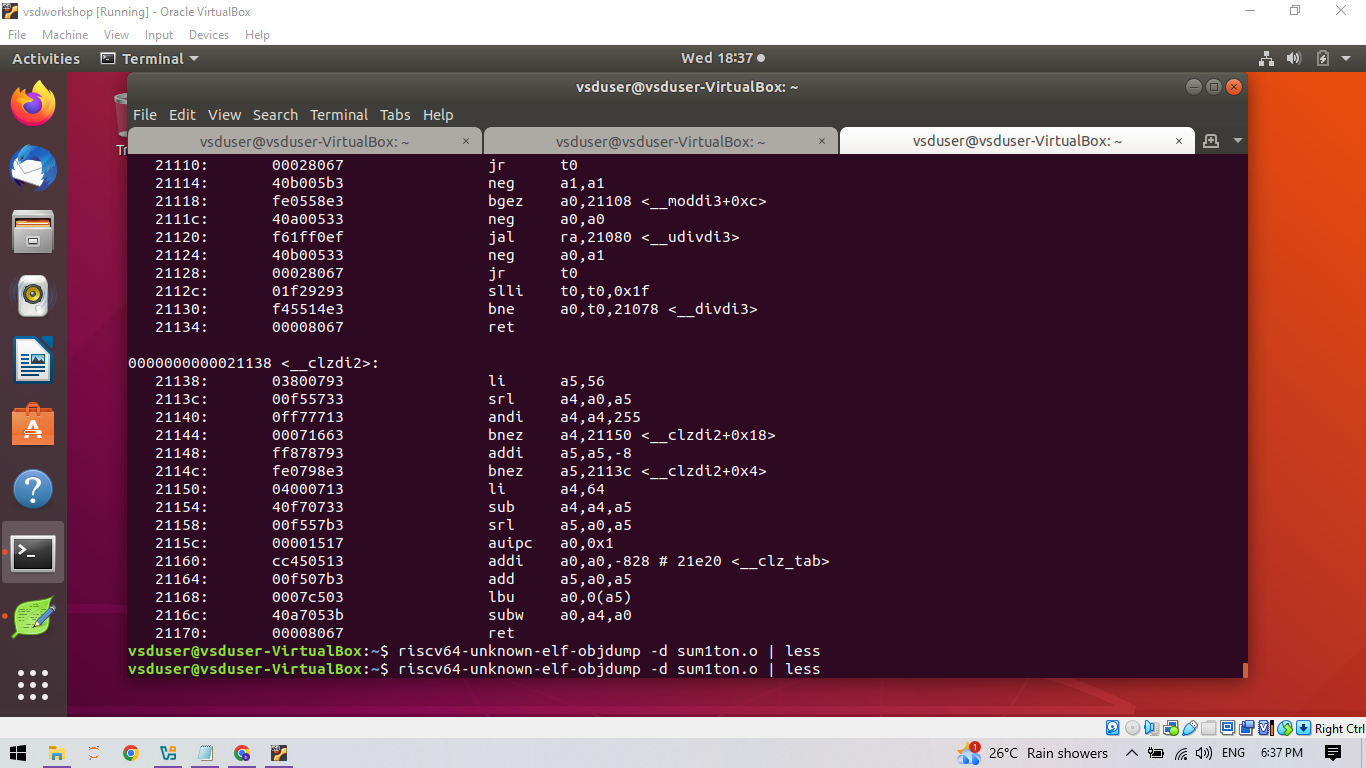 vsdworkshop [Running] - Oracle VirtualBox
File Machine View Input Devices Help
Activities Terminal Wed 18:37
vsduser@vsduser-VirtualBox: ~
File Edit View Search Terminal Tabs Help
vsduser@vsduser-VirtualBox: ~ × vsduser@vsduser-VirtualBox: ~ × vsduser@vsduser-VirtualBox: ~ ×
21110: 00028067 jr t0
21114: 40b005b3 neg a1,a1
21118: fe0558e3 bgez a0,21108 <__moddi3+0xc>
2111c: 40a00533 neg a0,a0
21120: f61ff0ef jal ra,21080 <__udivdi3>
21124: 40b00533 neg a0,a1
21128: 00028067 jr t0
2112c: 01f29293 slli t0,t0,0x1f
21130: f45514e3 bne a0,t0,21078 <__divdi3>
21134: 00008067 ret
0000000000021138 <__clzdi2>:
21138: 03800793 li a5,56
2113c: 00f55733 srl a4,a0,a5
21140: 0ff77713 andi a4,a4,255
21144: 00071663 bnez a4,21150 <__clzdi2+0x18>
21148: ff878793 addi a5,a5,-8
2114c: fe0798e3 bnez a5,2113c <__clzdi2+0x4>
21150: 04000713 li a4,64
21154: 40f70733 sub a4,a4,a5
21158: 00f557b3 srl a5,a0,a5
2115c: 00001517 auipc a0,0x1
21160: cc450513 addi a0,a0,-828 # 21e20 <__clz_tab>
21164: 00f507b3 add a5,a0,a5
21168: 0007c503 lbu a0,0(a5)
2116c: 40a7053b subw a0,a4,a0
21170: 00008067 ret
vsduser@vsduser-VirtualBox:~$ riscv64-unknown-elf-objdump -d sum1ton.o | less
vsduser@vsduser-VirtualBox:~$ riscv64-unknown-elf-objdump -d sum1ton.o | less
Right Ctrl
1 26°C Rain showers ENG 6:37 PM